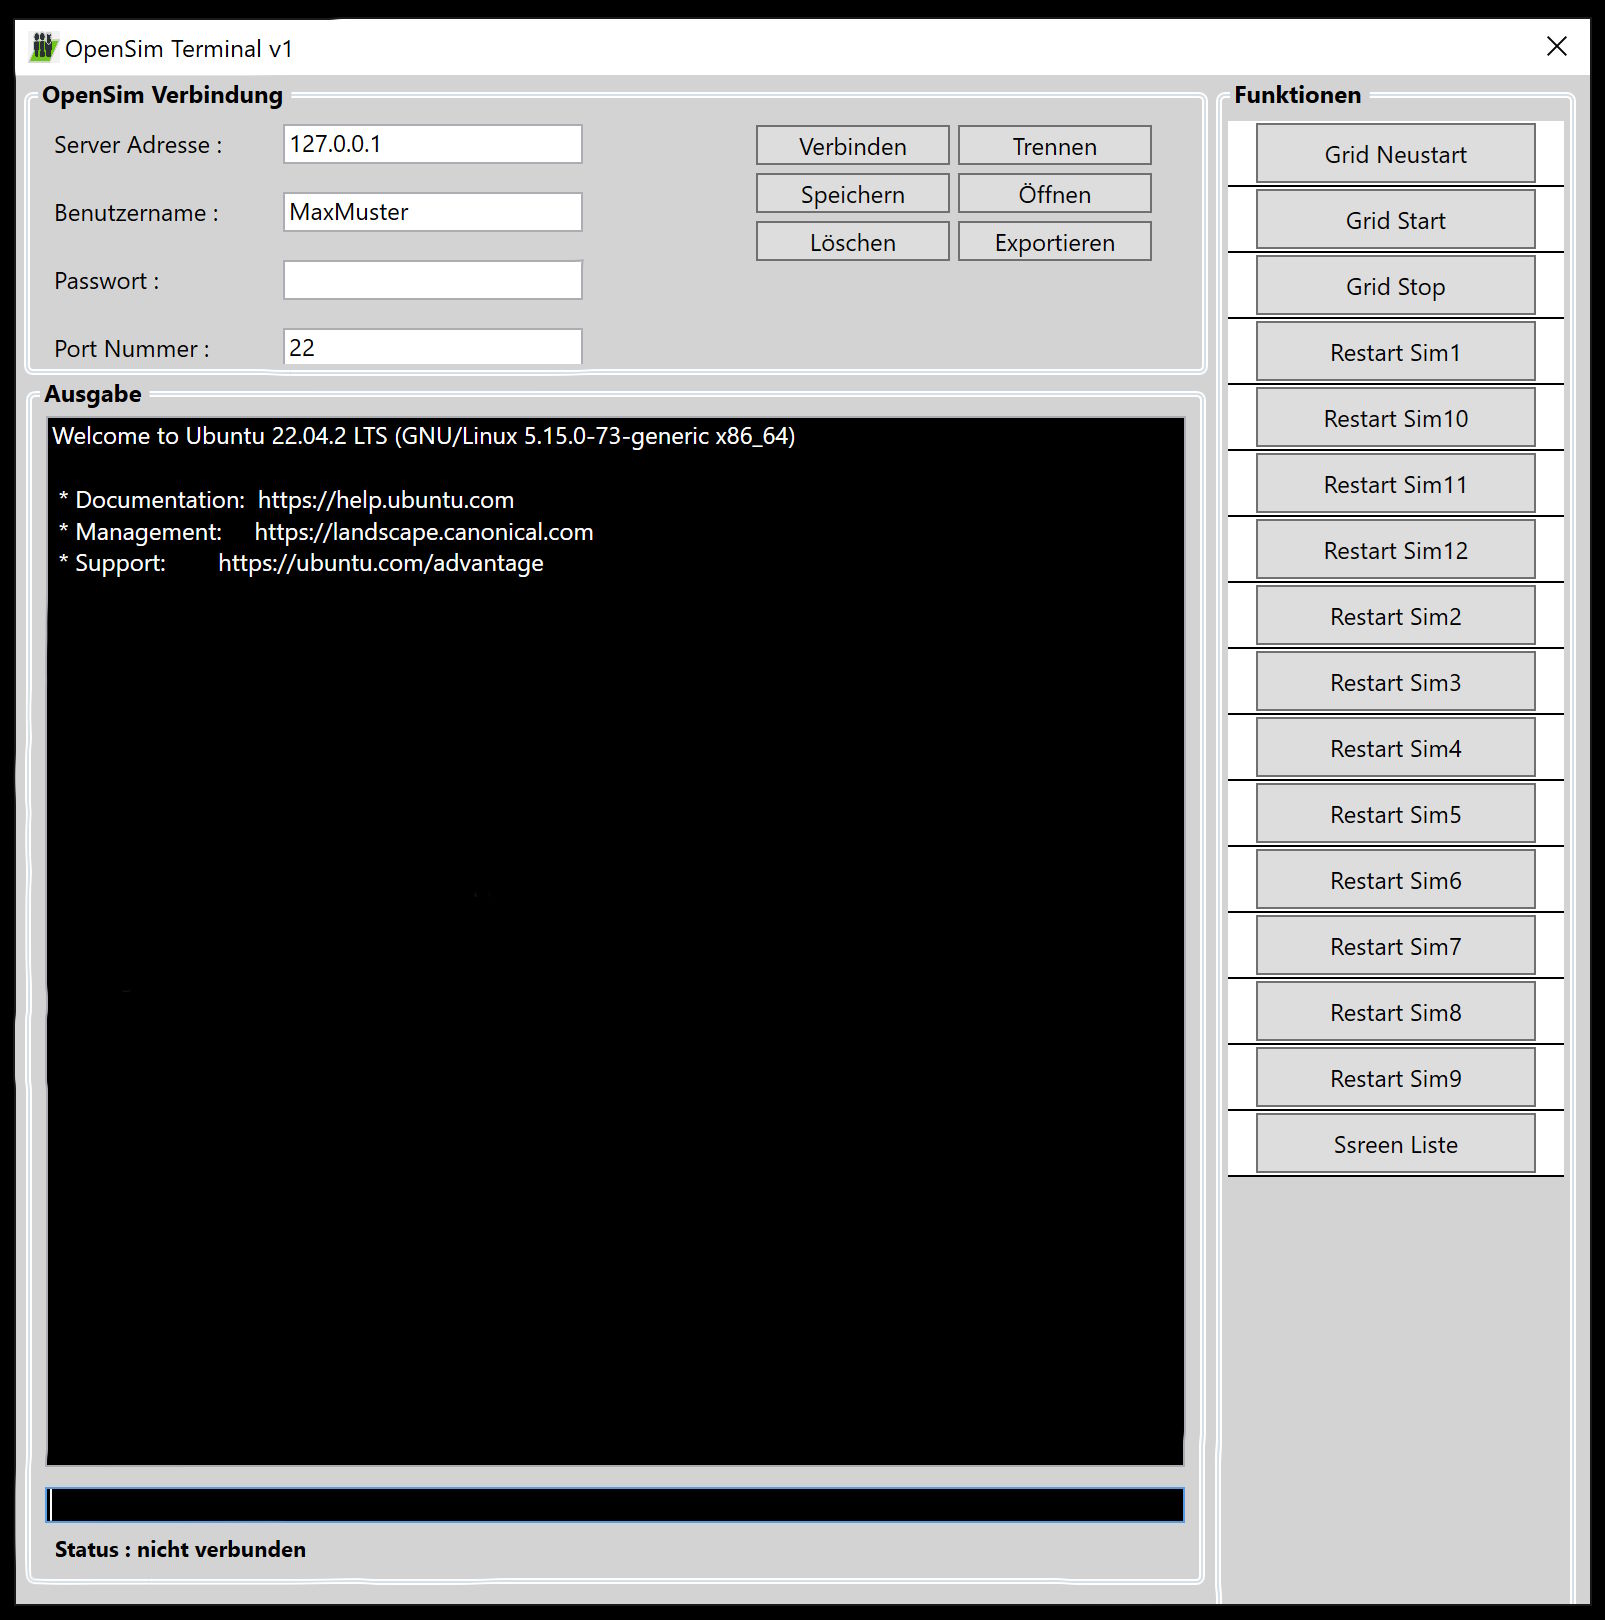 OpenSim Terminal v1
OpenSim Verbindung
Server Adresse : 127.0.0.1
Benutzername : MaxMuster
Passwort :
Port Nummer : 22
Verbinden Trennen
Speichern Öffnen
Löschen Exportieren
Ausgabe
Welcome to Ubuntu 22.04.2 LTS (GNU/Linux 5.15.0-73-generic x86_64)
* Documentation: https://help.ubuntu.com
* Management: https://landscape.canonical.com
* Support: https://ubuntu.com/advantage
Status : nicht verbunden
Funktionen
Grid Neustart
Grid Start
Grid Stop
Restart Sim1
Restart Sim10
Restart Sim11
Restart Sim12
Restart Sim2
Restart Sim3
Restart Sim4
Restart Sim5
Restart Sim6
Restart Sim7
Restart Sim8
Restart Sim9
Ssreen Liste